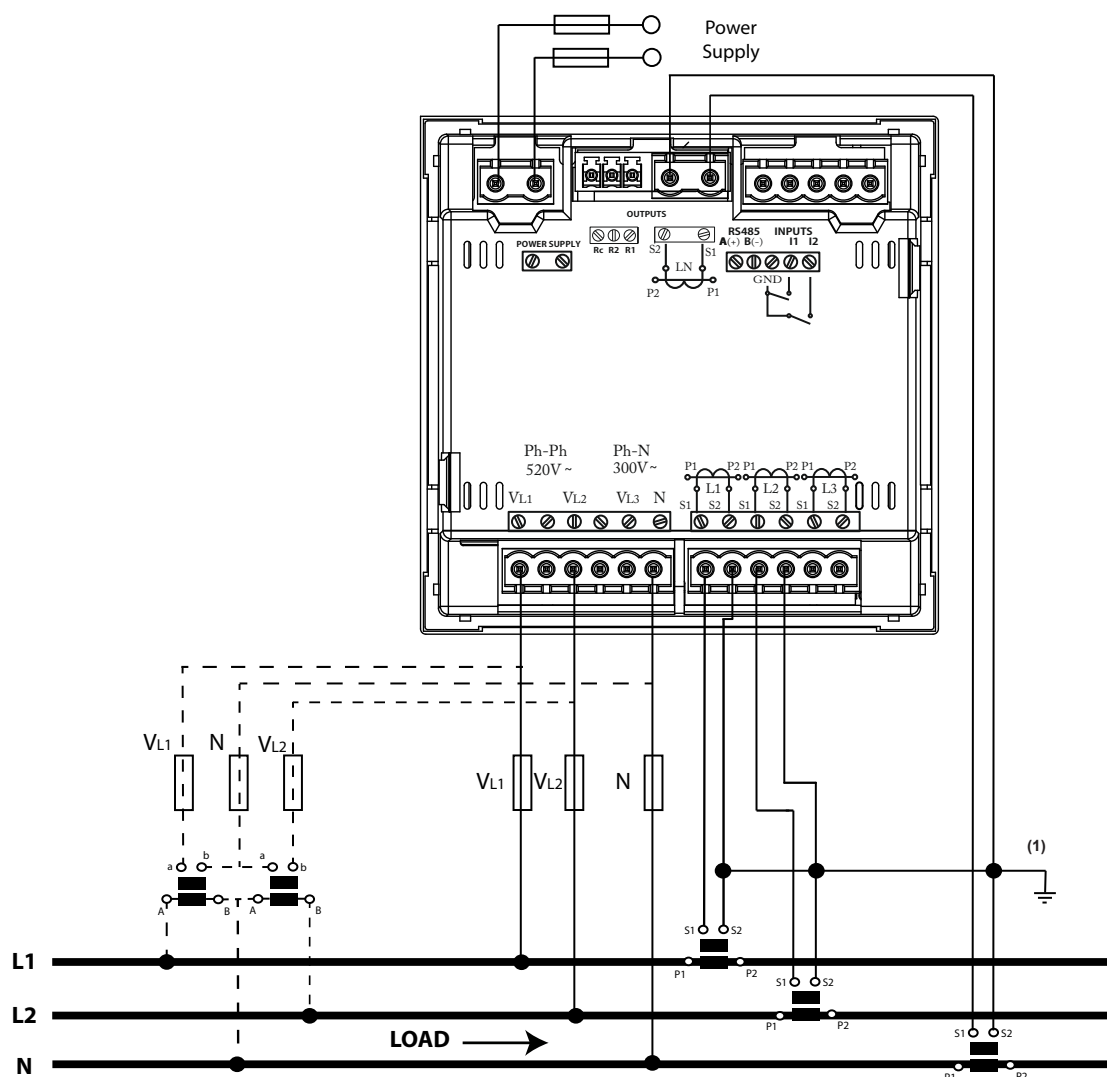 Power
Supply
OUTPUTS
POWER SUPPLY
Rc R2 R1
S2 S1
LN
P2 P1
RS485 INPUTS
A(+) B(-) I1 I2
GND
Ph-Ph
520V ~
Ph-N
300V ~
VL1 VL2 VL3 N
P1 P2 P1 P2 P1 P2
L1 L2 L3
S1 S2 S1 S2 S1 S2
VL1 N VL2
VL1 VL2 N
a b a b
A B A B
(1)
S1 S2
L1
P1 P2
S1 S2
L2
P1 P2
LOAD
S1 S2
N
P1 P2